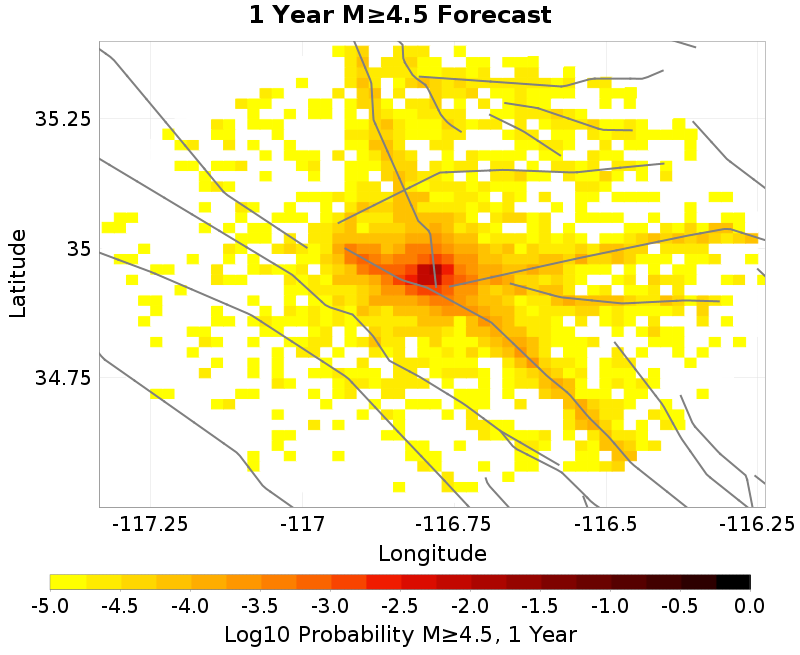 1 Year M≥4.5 Forecast
35.25
35
34.75
Latitude
-117.25 -117 -116.75 -116.5 -116.25
Longitude
-5.0 -4.5 -4.0 -3.5 -3.0 -2.5 -2.0 -1.5 -1.0 -0.5 0.0
Log10 Probability M≥4.5, 1 Year